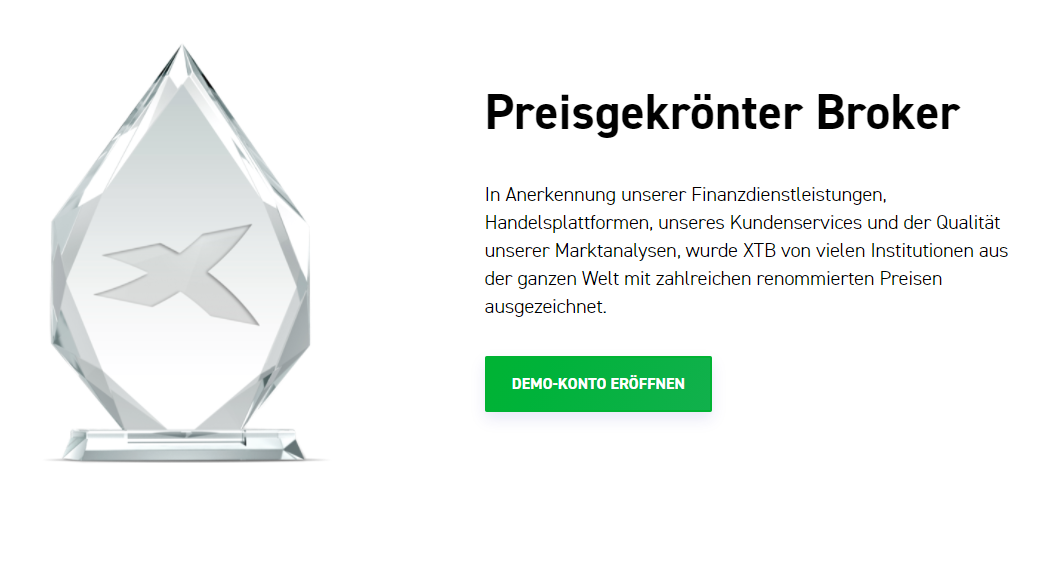 Preisgekrönter Broker
In Anerkennung unserer Finanzdienstleistungen,
Handelsplattformen, unseres Kundenservices und der Qualität
unserer Marktanalysen, wurde XTB von vielen Institutionen aus
der ganzen Welt mit zahlreichen renommierten Preisen
ausgezeichnet.
DEMO-KONTO ERÖFFNEN